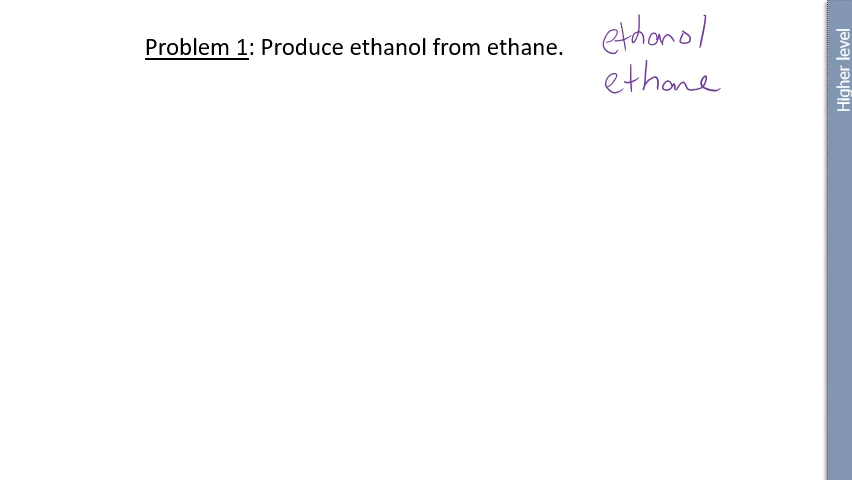 Problem 1: Produce ethanol from ethane.
ethanol
ethane
Higher level